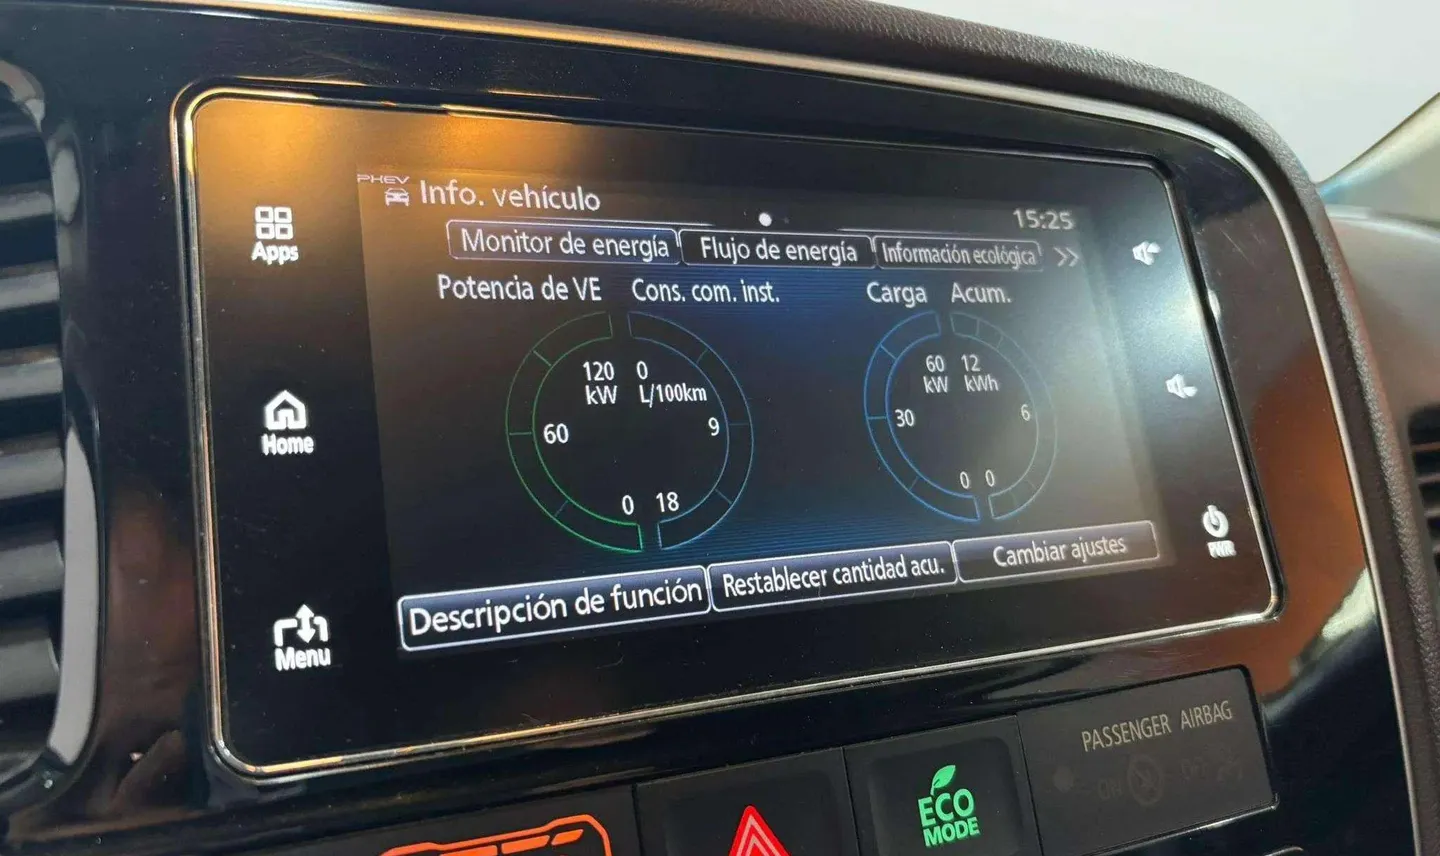 PHEV
Info. vehículo
15:25
Apps
Monitor de energía
Flujo de energía
Información ecológica
>>
Potencia de VE
Cons. com. inst.
Carga
Acum.
120
kW
0
L/100km
60
kW
12
kWh
60
9
30
6
0
18
0
0
Home
Descripción de función
Restablecer cantidad acu.
Cambiar ajustes
PWR
Menu
PASSENGER AIRBAG
ON
ECO
MODE